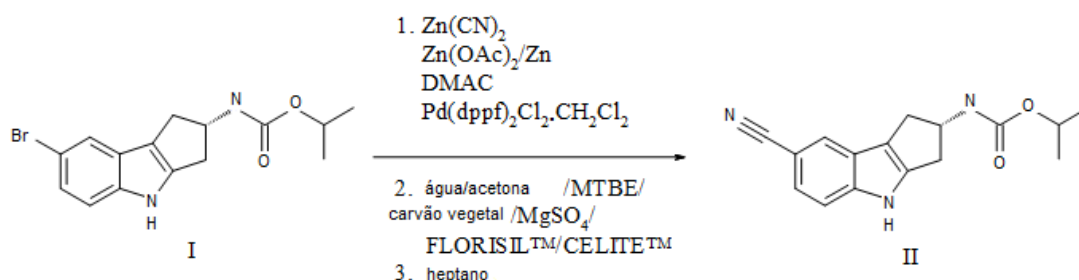 1. Zn(CN)2
Zn(OAc)2/Zn
DMAC
Pd(dppf)2Cl2.CH2Cl2
Br
N
O
O
N
H
I
2. água/acetona /MTBE/
carvão vegetal /MgSO4/
FLORISIL™/CELITE™
3. heptano
N
N
O
O
N
H
II